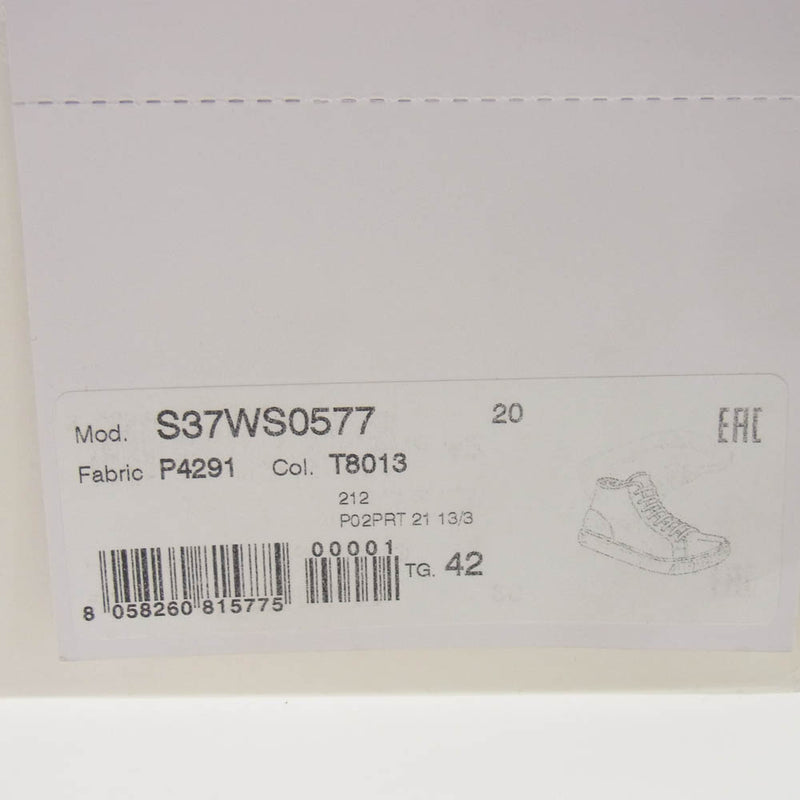 Mod. S37WS0577 20 EAC
Fabric P4291 Col. T8013
212
P02PRT 21 13/3
00001
TG. 42
8 058260 815775